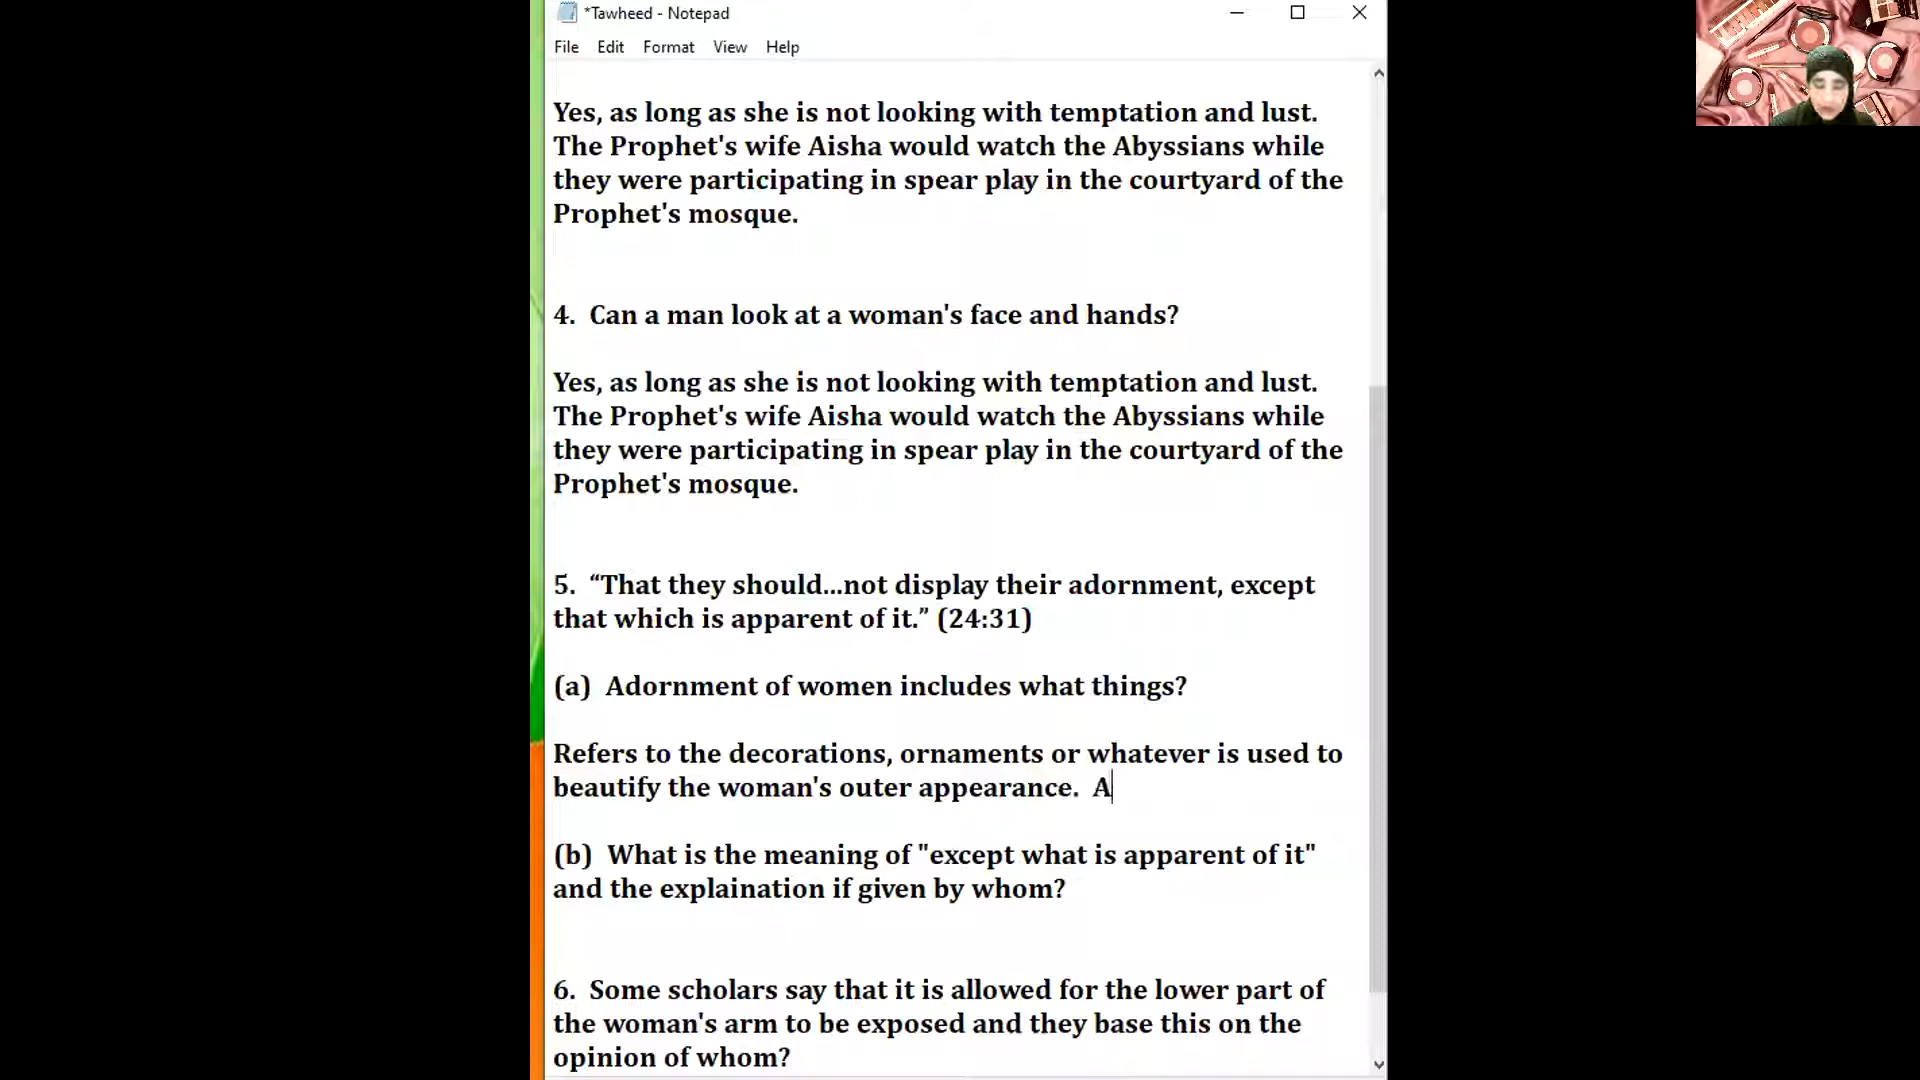 *Tawheed - Notepad
File Edit Format View Help
Yes, as long as she is not looking with temptation and lust.
The Prophet's wife Aisha would watch the Abyssians while
they were participating in spear play in the courtyard of the
Prophet's mosque.
4. Can a man look at a woman's face and hands?
Yes, as long as she is not looking with temptation and lust.
The Prophet's wife Aisha would watch the Abyssians while
they were participating in spear play in the courtyard of the
Prophet's mosque.
5. “That they should...not display their adornment, except
that which is apparent of it.” (24:31)
(a) Adornment of women includes what things?
Refers to the decorations, ornaments or whatever is used to
beautify the woman's outer appearance. A
(b) What is the meaning of "except what is apparent of it"
and the explaination if given by whom?
6. Some scholars say that it is allowed for the lower part of
the woman's arm to be exposed and they base this on the
opinion of whom?